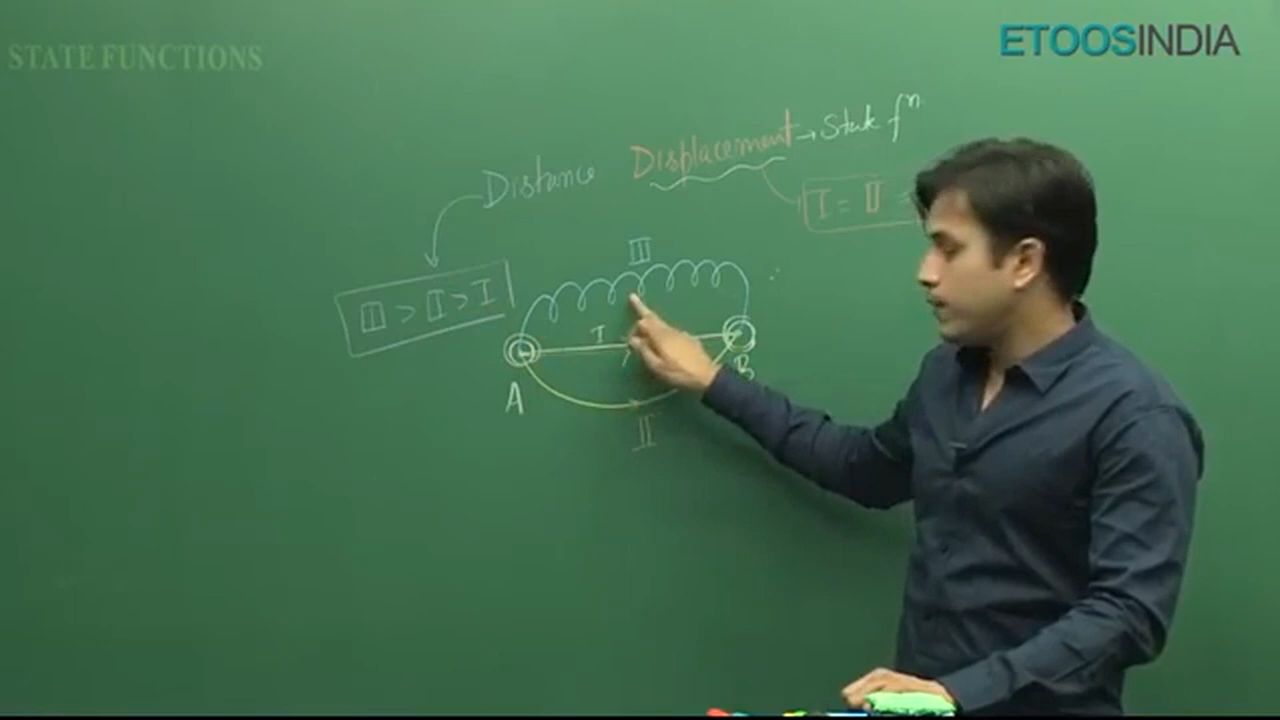 STATE FUNCTIONS
ETOOSINDIA
Distance Displacement → State fⁿ
I = II =
III > II > I
III
I
A B
II